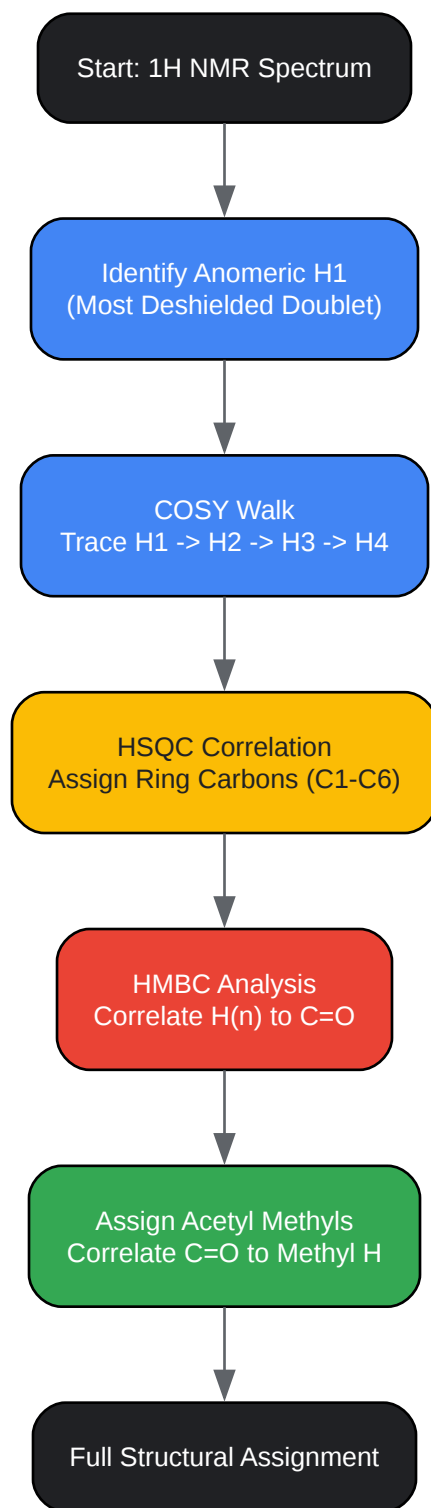 Start: 1H NMR Spectrum
Identify Anomeric H1
(Most Deshielded Doublet)
COSY Walk
Trace H1 -> H2 -> H3 -> H4
HSQC Correlation
Assign Ring Carbons (C1-C6)
HMBC Analysis
Correlate H(n) to C=O
Assign Acetyl Methyls
Correlate C=O to Methyl H
Full Structural Assignment